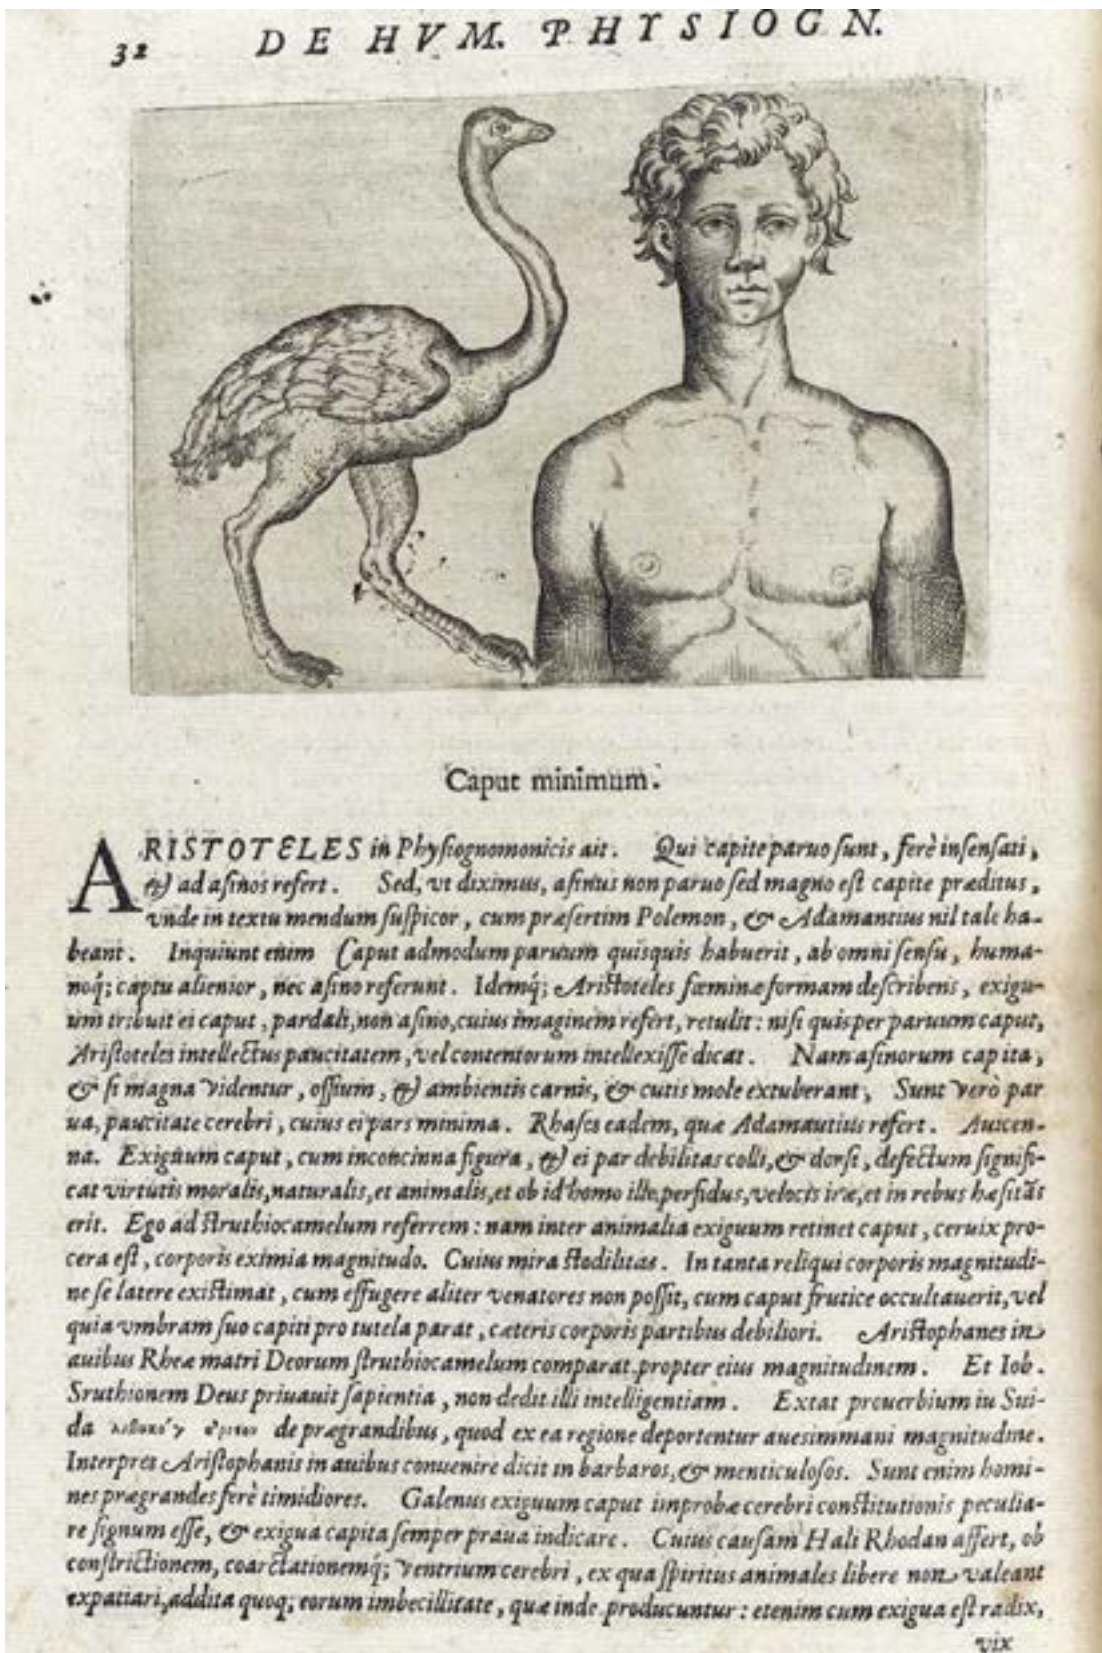 32 DE HVM. PHYSIOGN.
Caput minimum.
ARISTOTELES in Physiognomonicis ait. Qui capite paruo sunt, ferè insensati,
& ad asinos refert. Sed, vt diximus, asinus non paruo sed magno est capite præditus,
vnde in textu mendum suspicor, cum præsertim Polemon, & Adamantius nil tale ha-
beant. Inquiunt enim Caput admodum paruum quisquis habuerit, ab omni sensu, huma-
noq́; captu alienior, nec asino referunt. Idemq́; Aristoteles fœminæ formam describens, exigu-
um tribuit ei caput, pardali, non asino, cuius imaginem refert, retulit: nisi quis per paruum caput,
Aristoteles intellectus paucitatem, vel contentorum intellexisse dicat. Nam asinorum capita,
& si magna videntur, ossium, & ambientis carnis, & cutis mole extuberant, Sunt verò par
ua, paucitate cerebri, cuius ei pars minima. Rhases eadem, quæ Adamautius refert. Auicen-
na. Exiguum caput, cum inconcinna figura, & ei par debilitas colli, & dorsi, defectum signifi-
cat virtutis moralis, naturalis, et animalis, et ob id homo ille, perfidus, velocis iræ, et in rebus hæsitãs
erit. Ego ad struthiocamelum referrem: nam inter animalia exiguum retinet caput, ceruix pro-
cera est, corporis eximia magnitudo. Cuius mira stodilitas. In tanta reliqui corporis magnitudi-
ne se latere existimat, cum effugere aliter venatores non possit, cum caput frutice occultauerit, vel
quia vmbram suo capiti pro tutela parat, cæteris corporis partibus debiliori. Aristophanes in
auibus Rheæ matri Deorum struthiocamelum comparat propter eius magnitudinem. Et Iob.
Sruthionem Deus priuauit sapientia, non dedit illi intelligentiam. Extat prouerbium in Sui-
da de prægrandibus, quod ex ea regione deportentur aues immani magnitudine.
Interpres Aristophanis in auibus conuenire dicit in barbaros, & menticulosos. Sunt enim homi-
nes prægrandes ferè timidiores. Galenus exiguum caput improbæ cerebri constitutionis peculia-
re signum esse, & exigua capita semper praua indicare. Cuius causam Hali Rhodan affert, ob
constrictionem, coarctationemq́; ventrium cerebri, ex qua spiritus animales libere non valeant
expatiari, addita quoq; eorum imbecillitate, quæ inde producuntur: etenim cum exigua est radix,
vix